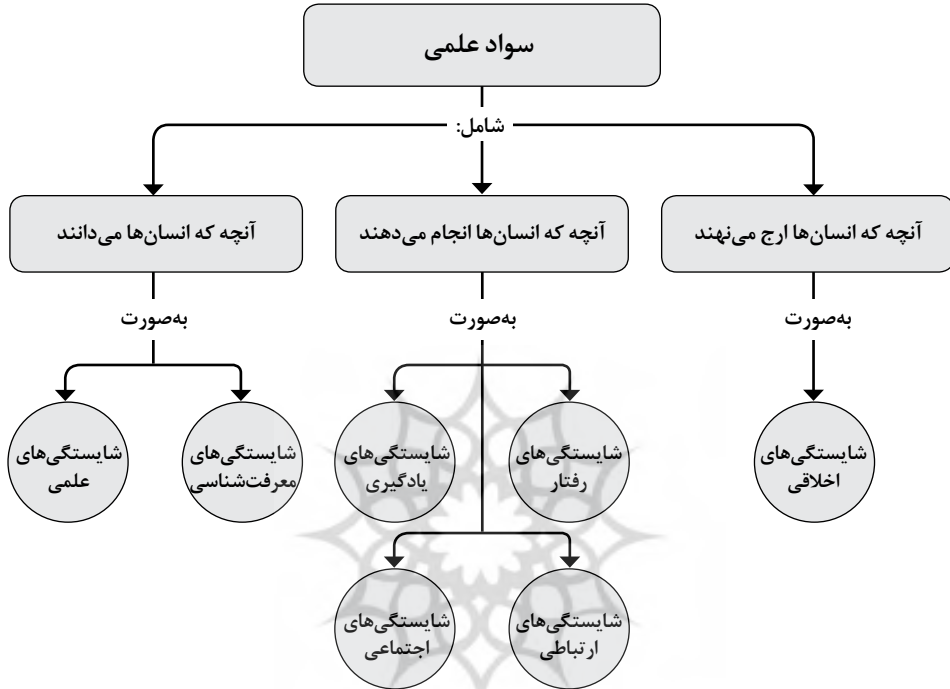 سواد علمی
شامل:
آنچه که انسان‌ها ارج می‌نهند
آنچه که انسان‌ها انجام می‌دهند
آنچه که انسان‌ها می‌دانند
به‌صورت
به‌صورت
به‌صورت
شایستگی‌های
اخلاقی
شایستگی‌های
رفتار
شایستگی‌های
یادگیری
شایستگی‌های
معرفت‌شناسی
شایستگی‌های
علمی
شایستگی‌های
ارتباطی
شایستگی‌های
اجتماعی